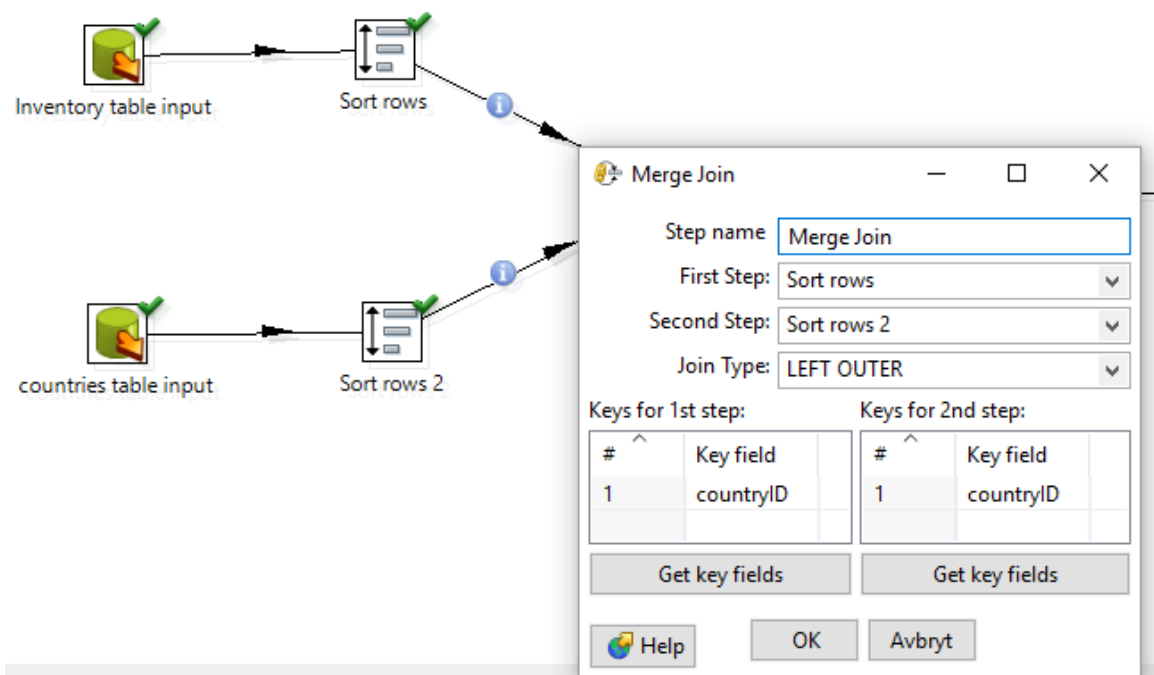 Inventory table input
Sort rows
countries table input
Sort rows 2
Merge Join
Step name Merge Join
First Step: Sort rows
Second Step: Sort rows 2
Join Type: LEFT OUTER
Keys for 1st step: Keys for 2nd step:
# Key field # Key field
1 countryID 1 countryID
Get key fields Get key fields
Help OK Avbryt